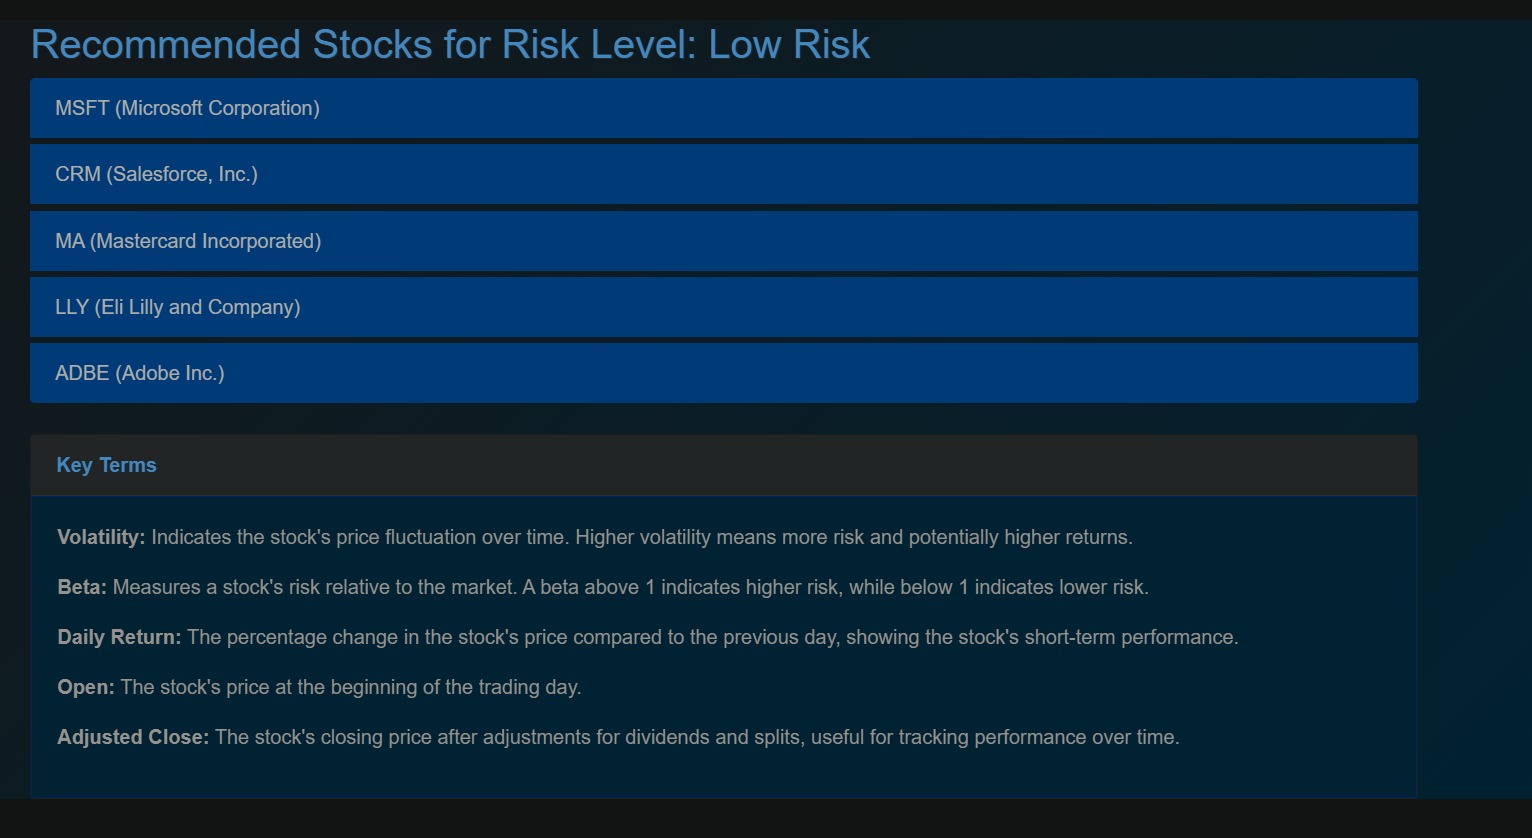 Recommended Stocks for Risk Level: Low Risk
MSFT (Microsoft Corporation)
CRM (Salesforce, Inc.)
MA (Mastercard Incorporated)
LLY (Eli Lilly and Company)
ADBE (Adobe Inc.)
Key Terms
Volatility: Indicates the stock's price fluctuation over time. Higher volatility means more risk and potentially higher returns.
Beta: Measures a stock's risk relative to the market. A beta above 1 indicates higher risk, while below 1 indicates lower risk.
Daily Return: The percentage change in the stock's price compared to the previous day, showing the stock's short-term performance.
Open: The stock's price at the beginning of the trading day.
Adjusted Close: The stock's closing price after adjustments for dividends and splits, useful for tracking performance over time.